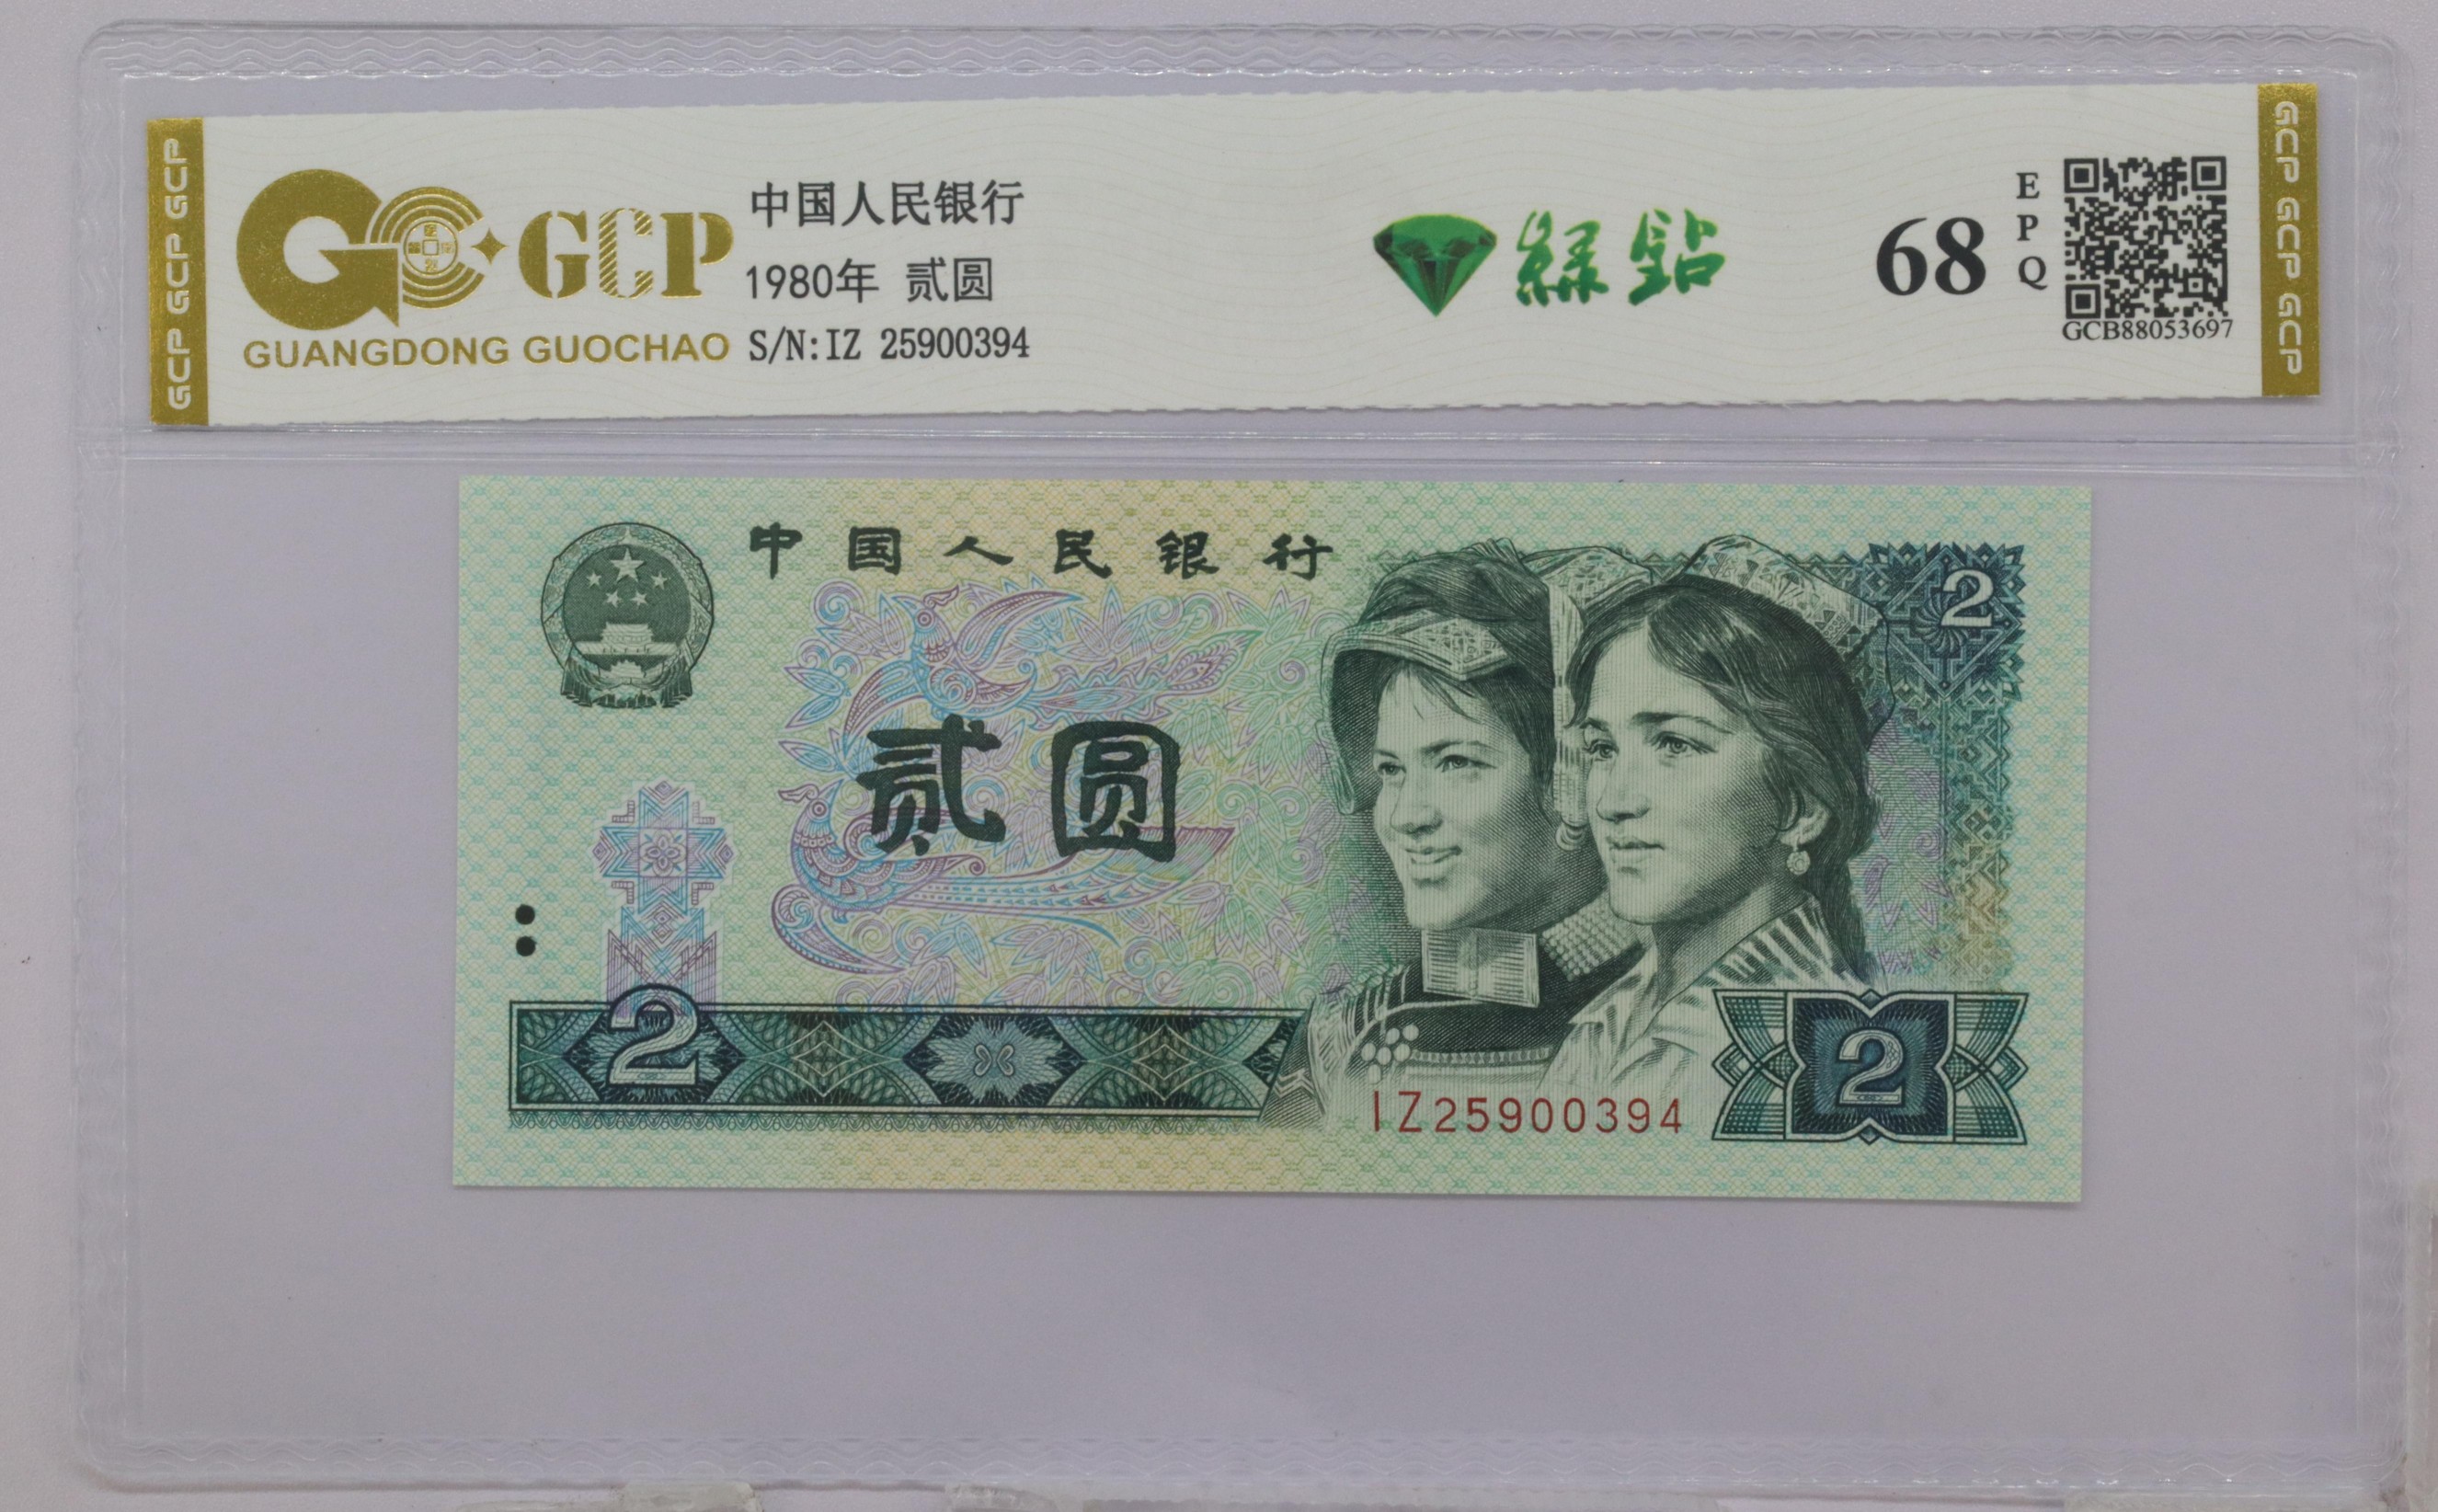 GCP GCP GCP
GCP
GUANGDONG GUOCHAO
中国人民银行
1980年 贰圆
S/N:IZ 25900394
綠鉆
68
EPQ
GCB88053697
GCP GCP GCP
中国人民银行
2
贰圆
2
IZ25900394
2